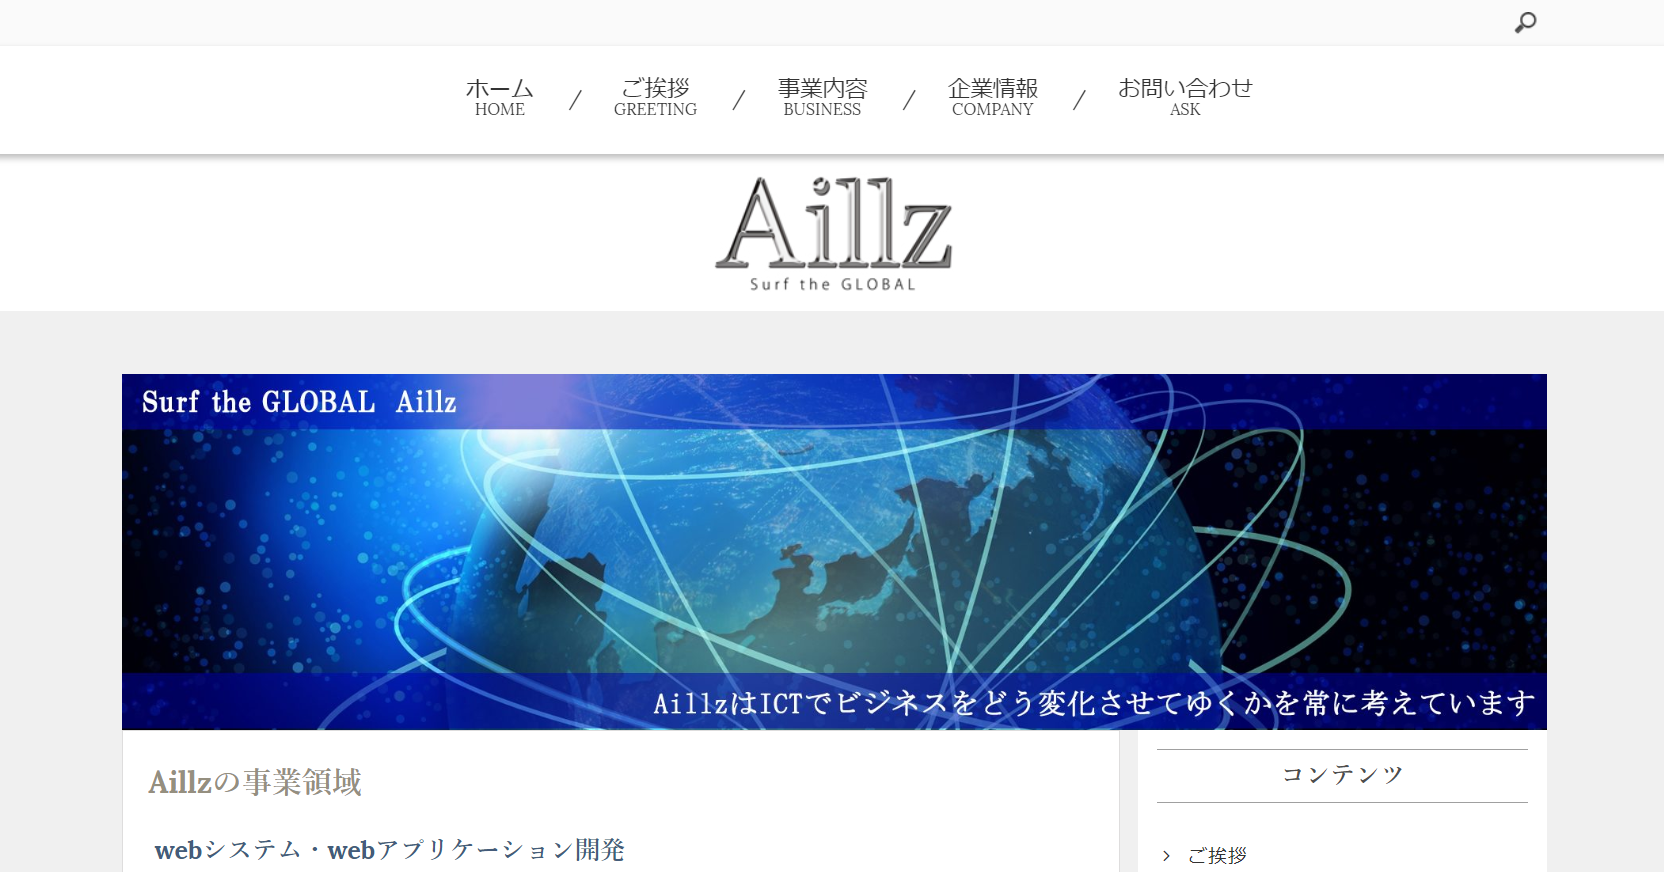 ホーム
HOME
ご挨拶
GREETING
事業内容
BUSINESS
企業情報
COMPANY
お問い合わせ
ASK
Aillz
Surf the GLOBAL
Surf the GLOBAL Aillz
AillzはICTでビジネスをどう変化させてゆくかを常に考えています
Aillzの事業領域
webシステム・webアプリケーション開発
コンテンツ
ご挨拶